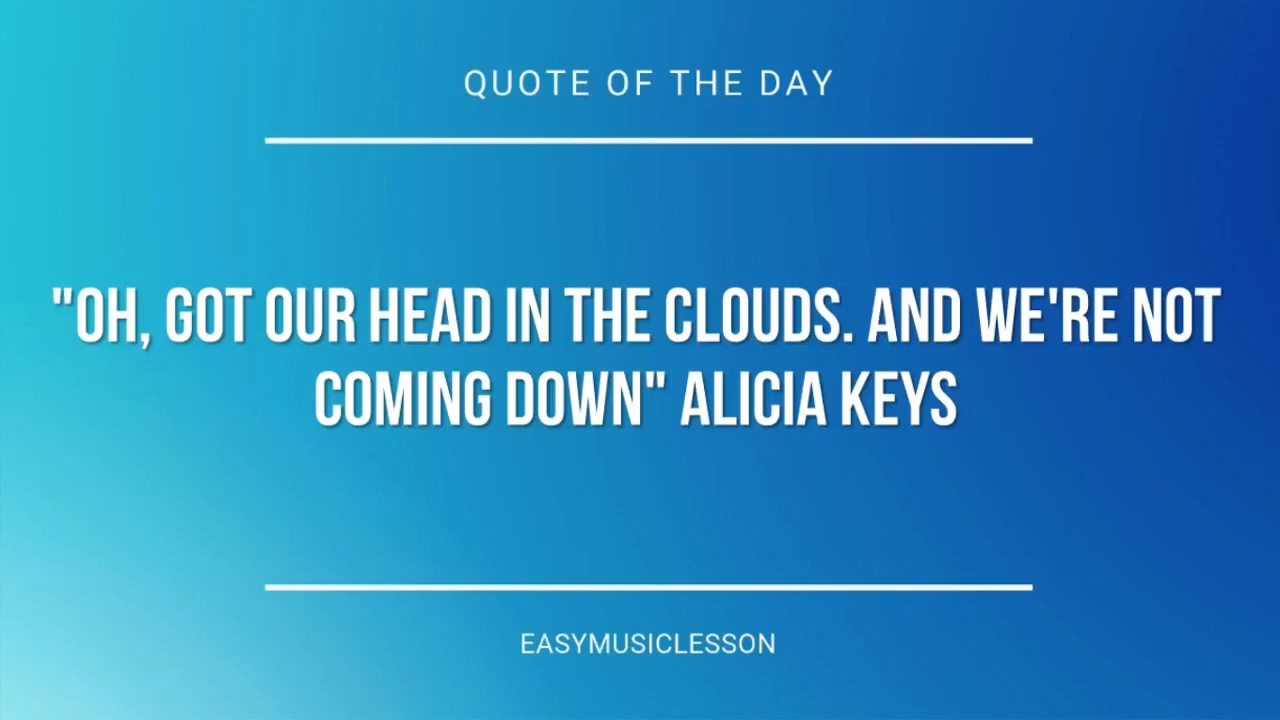 QUOTE OF THE DAY
"OH, GOT OUR HEAD IN THE CLOUDS. AND WE'RE NOT
COMING DOWN" ALICIA KEYS
EASYMUSICLESSON